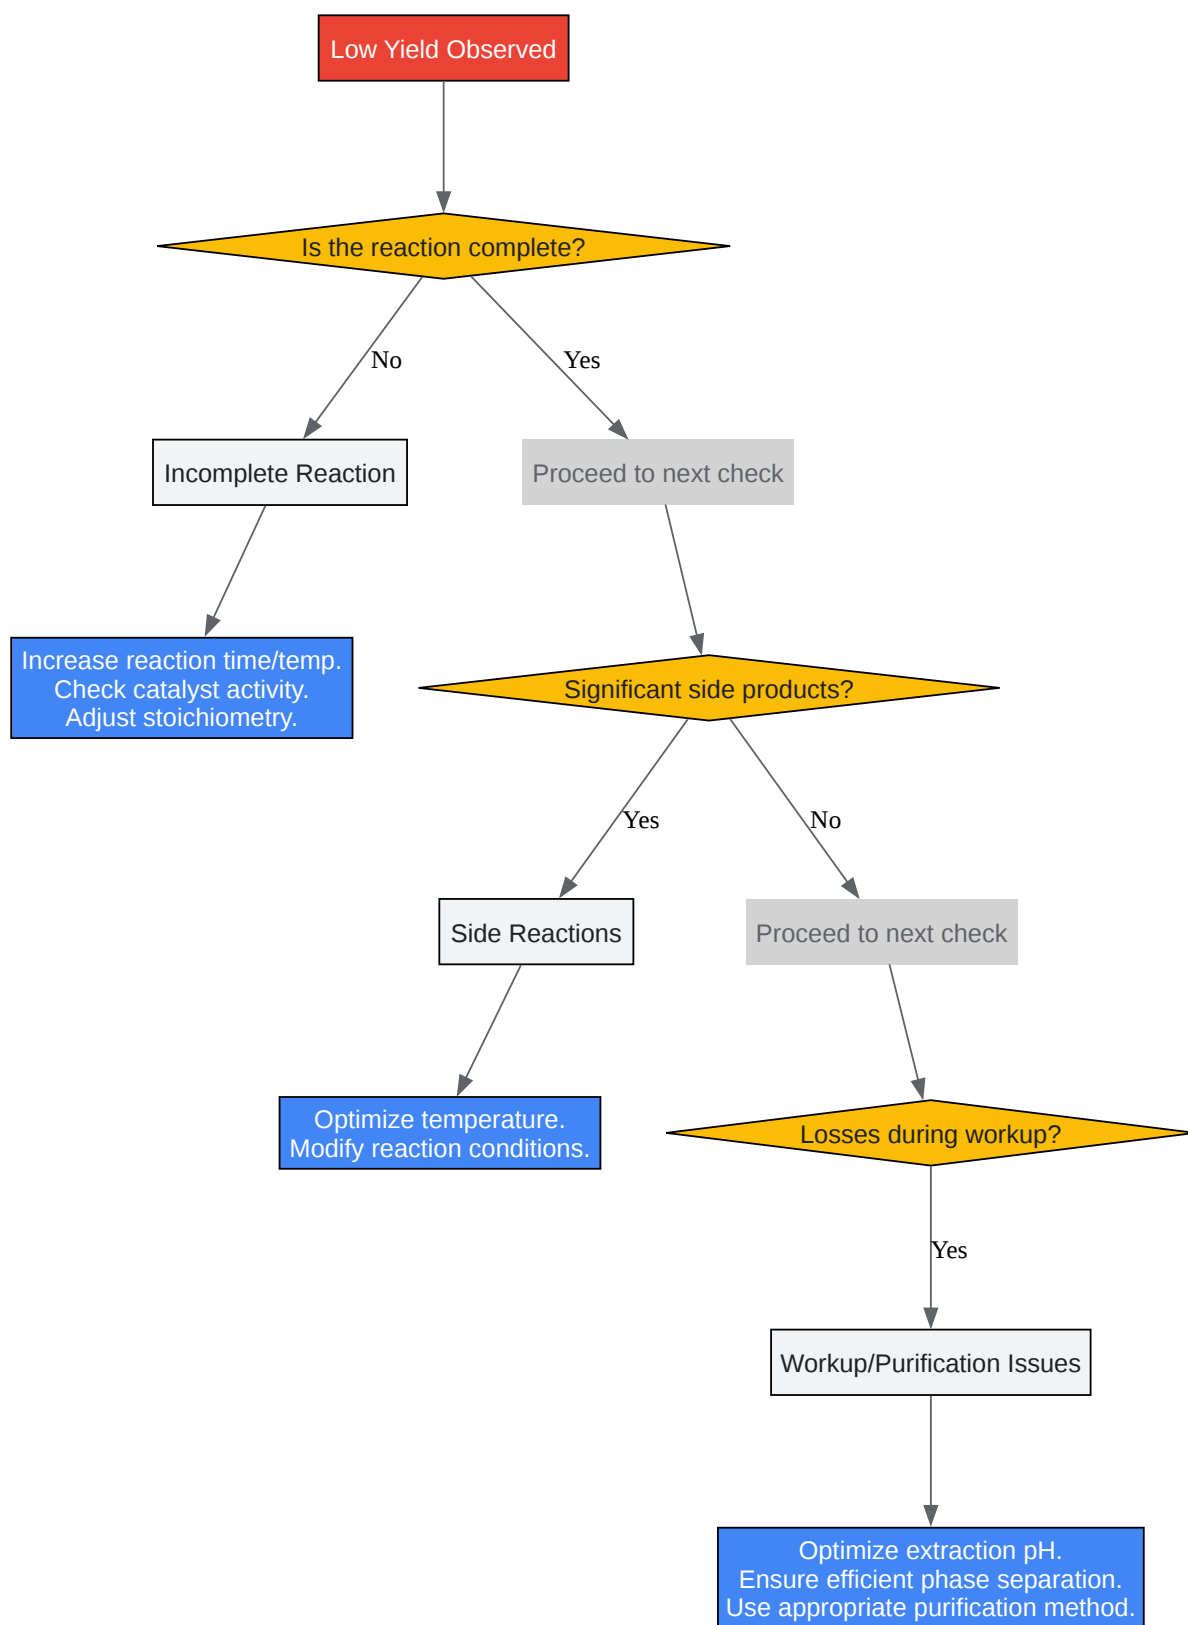 Low Yield Observed
Is the reaction complete?
No
Yes
Incomplete Reaction
Proceed to next check
Increase reaction time/temp.
Check catalyst activity.
Adjust stoichiometry.
Significant side products?
Yes
No
Side Reactions
Proceed to next check
Optimize temperature.
Modify reaction conditions.
Losses during workup?
Yes
Workup/Purification Issues
Optimize extraction pH.
Ensure efficient phase separation.
Use appropriate purification method.